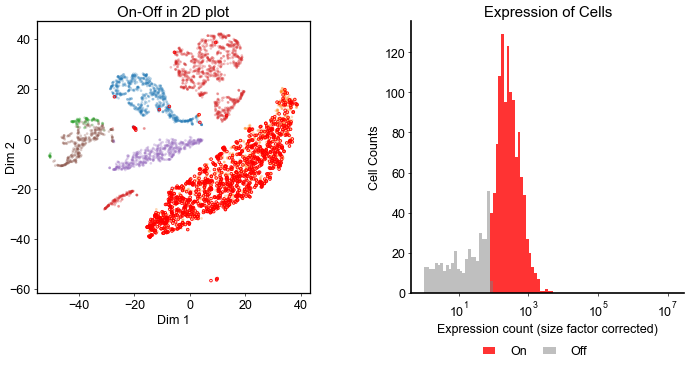 On-Off in 2D plot
Expression of Cells
40
20
0
−20
−40
−60
Dim 2
−40 −20 0 20 40
Dim 1
120
100
80
60
40
20
0
Cell Counts
10^1 10^3 10^5 10^7
Expression count (size factor corrected)
On Off